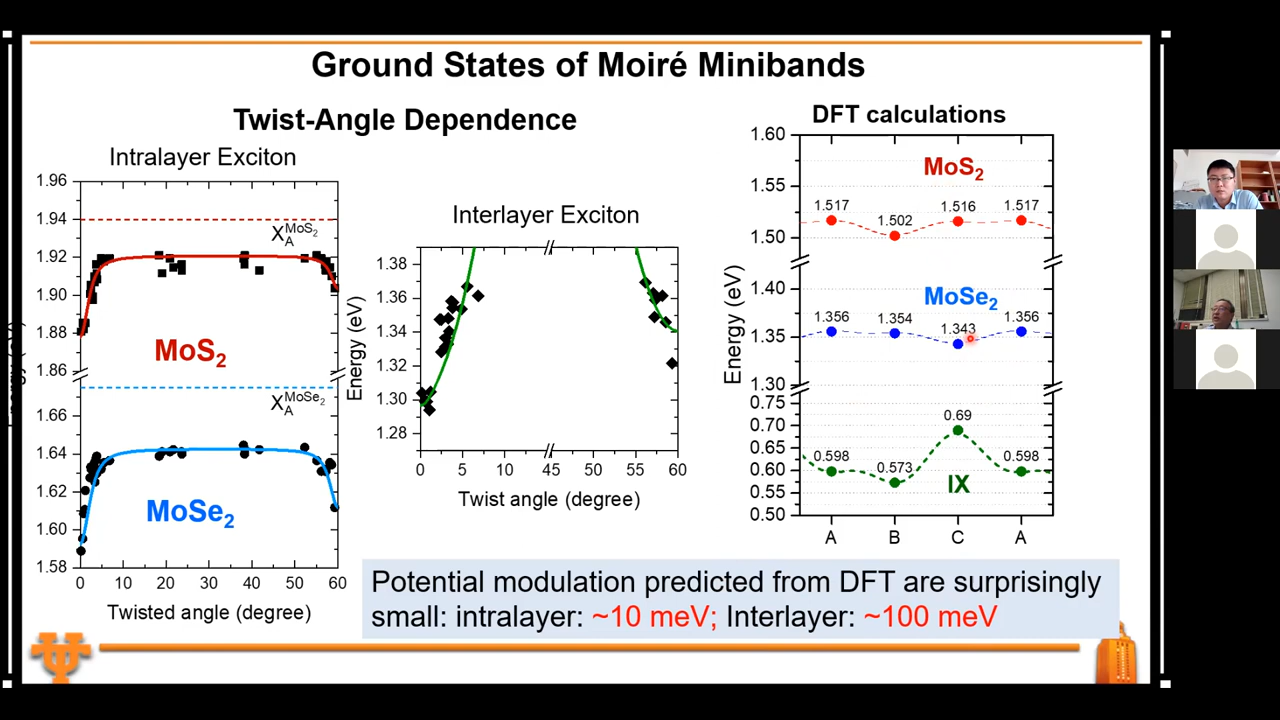 Ground States of Moiré Minibands
Twist-Angle Dependence
Intralayer Exciton
1.96
1.94
1.92
1.90
1.88
1.86
1.66
1.64
1.62
1.60
1.58
X_A^MoS₂
MoS₂
X_A^MoSe₂
MoSe₂
0 10 20 30 40 50 60
Twisted angle (degree)
Interlayer Exciton
Energy (eV)
1.38
1.36
1.34
1.32
1.30
1.28
0 5 10 45 50 55 60
Twist angle (degree)
DFT calculations
Energy (eV)
1.60
1.55
1.50
1.40
1.35
1.30
0.75
0.70
0.65
0.60
0.55
0.50
MoS₂
1.517 1.502 1.516 1.517
MoSe₂
1.356 1.354 1.343 1.356
0.598 0.573 0.69 0.598
IX
A B C A
Potential modulation predicted from DFT are surprisingly
small: intralayer: ~10 meV; Interlayer: ~100 meV